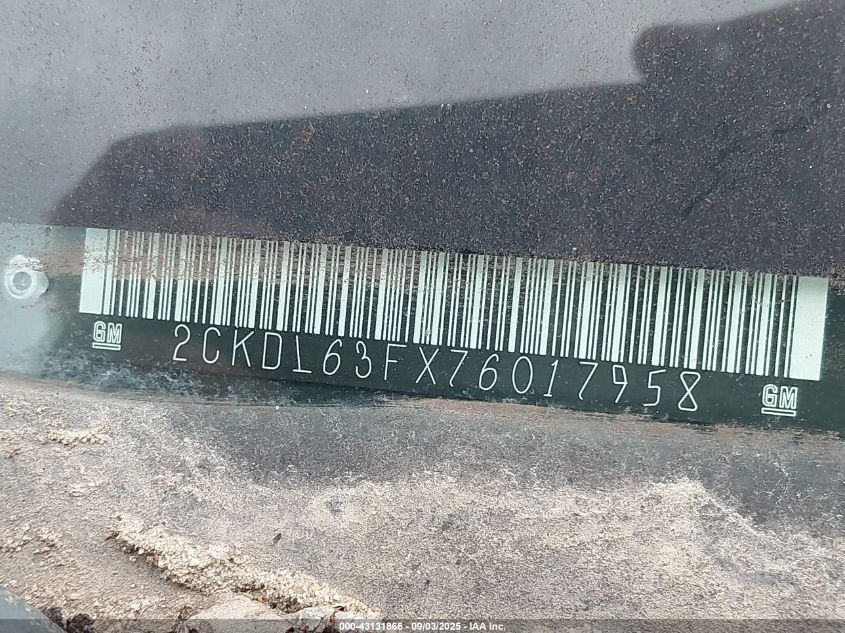 GM 2CKDL63FX76017958 GM
000-43131866 - 09/03/2025 - IAA Inc.